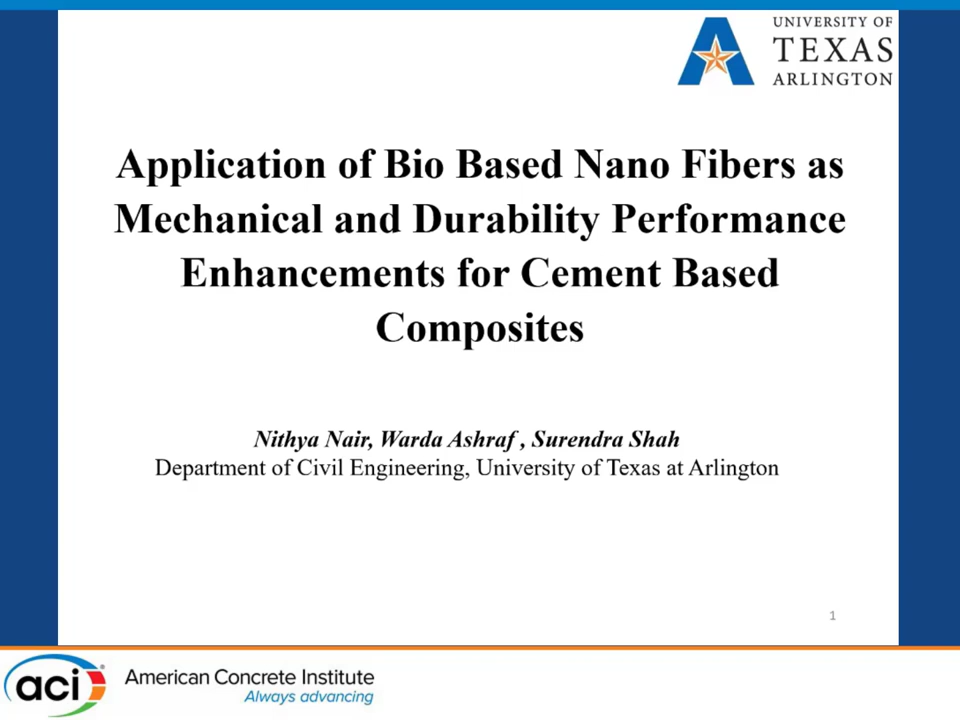 UNIVERSITY OF
TEXAS
ARLINGTON
Application of Bio Based Nano Fibers as
Mechanical and Durability Performance
Enhancements for Cement Based
Composites
Nithya Nair, Warda Ashraf , Surendra Shah
Department of Civil Engineering, University of Texas at Arlington
1
aci
American Concrete Institute
Always advancing